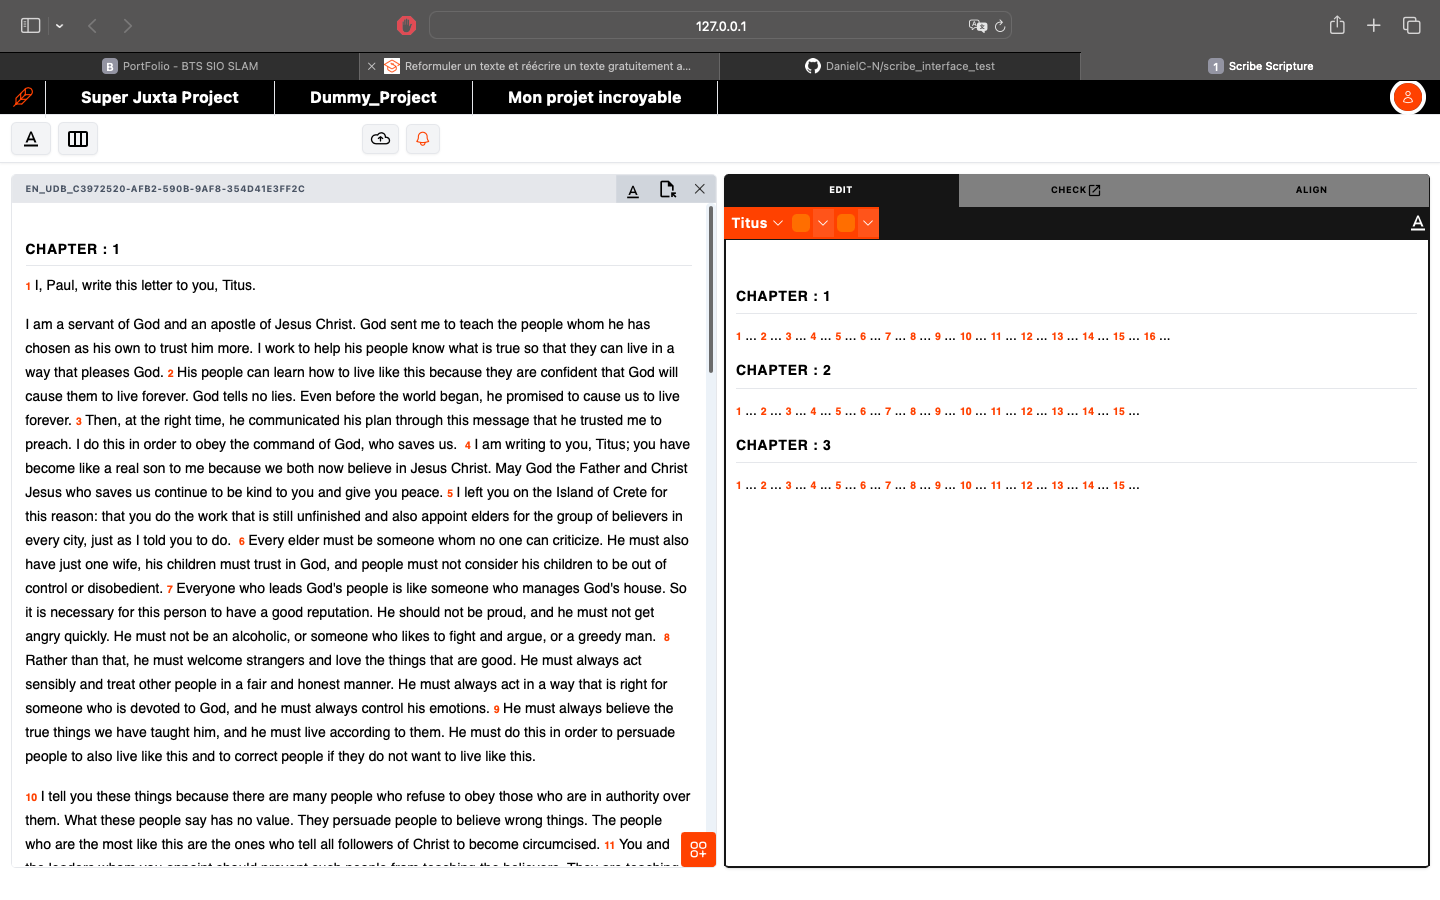 127.0.0.1
B PortFolio - BTS SIO SLAM
Reformuler un texte et réécrire un texte gratuitement a...
DanielC-N/scribe_interface_test
1 Scribe Scripture
Super Juxta Project
Dummy_Project
Mon projet incroyable
A
EN_UDB_C3972520-AFB2-590B-9AF8-354D41E3FF2C
A
CHAPTER : 1
1 I, Paul, write this letter to you, Titus.
I am a servant of God and an apostle of Jesus Christ. God sent me to teach the people whom he has
chosen as his own to trust him more. I work to help his people know what is true so that they can live in a
way that pleases God. 2 His people can learn how to live like this because they are confident that God will
cause them to live forever. God tells no lies. Even before the world began, he promised to cause us to live
forever. 3 Then, at the right time, he communicated his plan through this message that he trusted me to
preach. I do this in order to obey the command of God, who saves us. 4 I am writing to you, Titus; you have
become like a real son to me because we both now believe in Jesus Christ. May God the Father and Christ
Jesus who saves us continue to be kind to you and give you peace. 5 I left you on the Island of Crete for
this reason: that you do the work that is still unfinished and also appoint elders for the group of believers in
every city, just as I told you to do. 6 Every elder must be someone whom no one can criticize. He must also
have just one wife, his children must trust in God, and people must not consider his children to be out of
control or disobedient. 7 Everyone who leads God's people is like someone who manages God's house. So
it is necessary for this person to have a good reputation. He should not be proud, and he must not get
angry quickly. He must not be an alcoholic, or someone who likes to fight and argue, or a greedy man. 8
Rather than that, he must welcome strangers and love the things that are good. He must always act
sensibly and treat other people in a fair and honest manner. He must always act in a way that is right for
someone who is devoted to God, and he must always control his emotions. 9 He must always believe the
true things we have taught him, and he must live according to them. He must do this in order to persuade
people to also live like this and to correct people if they do not want to live like this.
10 I tell you these things because there are many people who refuse to obey those who are in authority over
them. What these people say has no value. They persuade people to believe wrong things. The people
who are the most like this are the ones who tell all followers of Christ to become circumcised. 11 You and
the leaders whom you appoint should prevent such people from teaching the believers. They are teaching
EDIT
CHECK
ALIGN
Titus
A
CHAPTER : 1
1 ... 2 ... 3 ... 4 ... 5 ... 6 ... 7 ... 8 ... 9 ... 10 ... 11 ... 12 ... 13 ... 14 ... 15 ... 16 ...
CHAPTER : 2
1 ... 2 ... 3 ... 4 ... 5 ... 6 ... 7 ... 8 ... 9 ... 10 ... 11 ... 12 ... 13 ... 14 ... 15 ...
CHAPTER : 3
1 ... 2 ... 3 ... 4 ... 5 ... 6 ... 7 ... 8 ... 9 ... 10 ... 11 ... 12 ... 13 ... 14 ... 15 ...